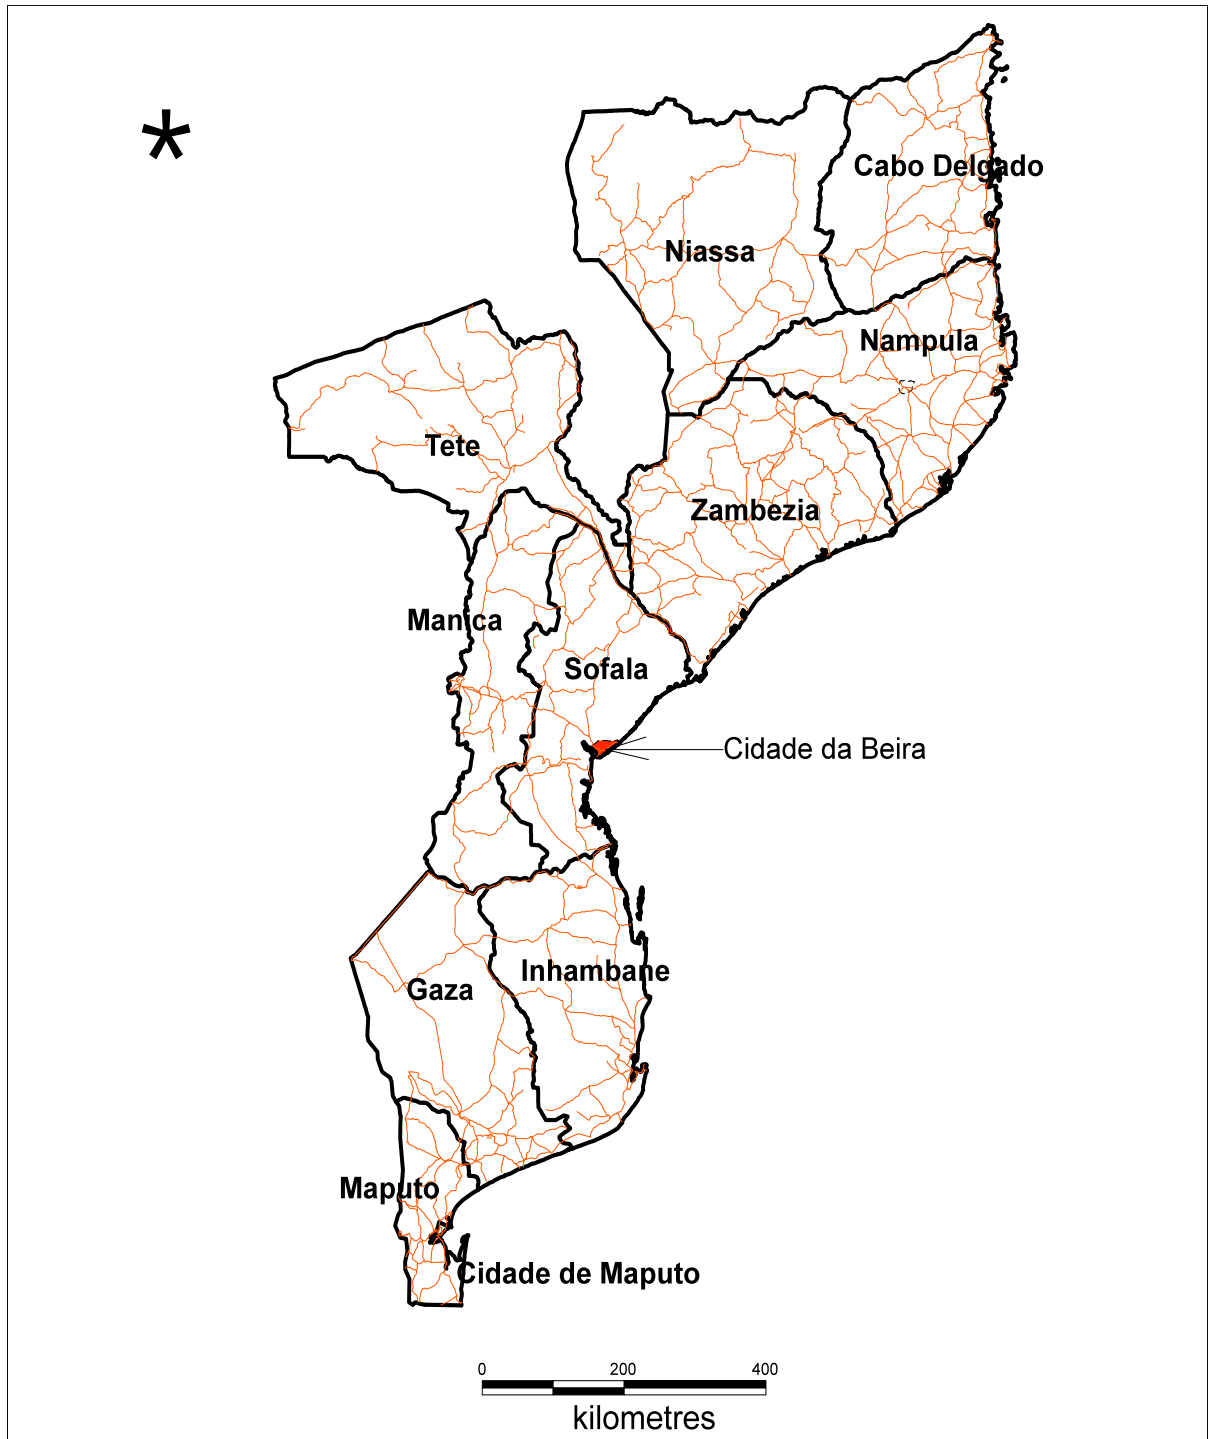 *
Cabo Delgado
Niassa
Nampula
Tete
Zambezia
Manica
Sofala
Cidade da Beira
Inhambane
Gaza
Maputo
Cidade de Maputo
0 200 400
kilometres